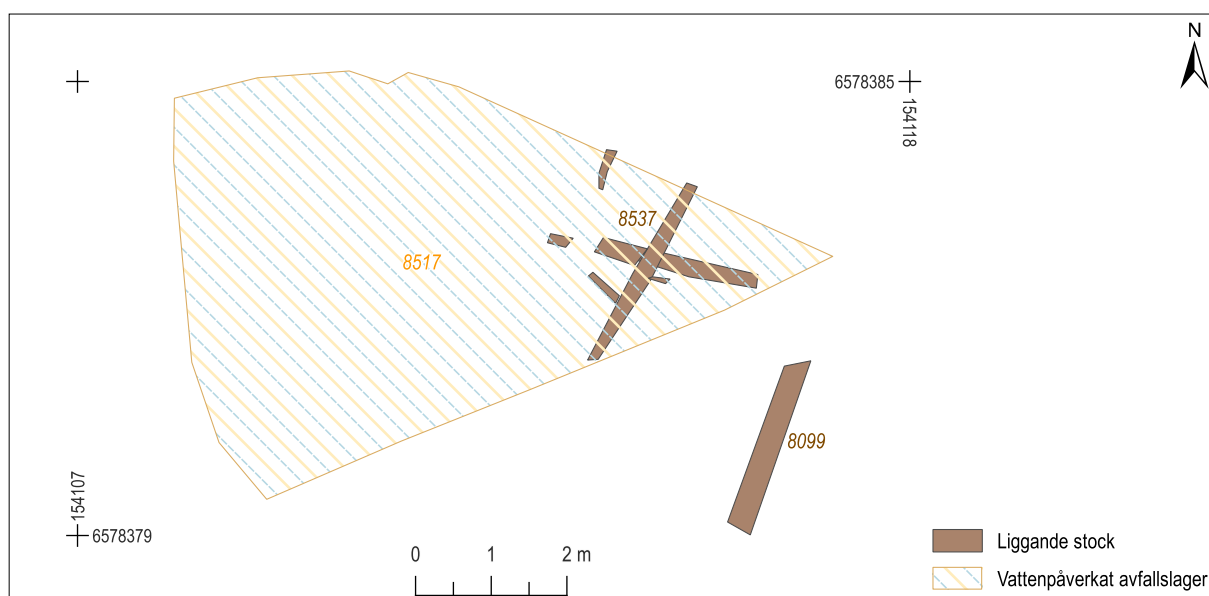 N
6578385
154118
8537
8517
8099
154107
6578379
0 1 2 m
Liggande stock
Vattenpåverkat avfallslager